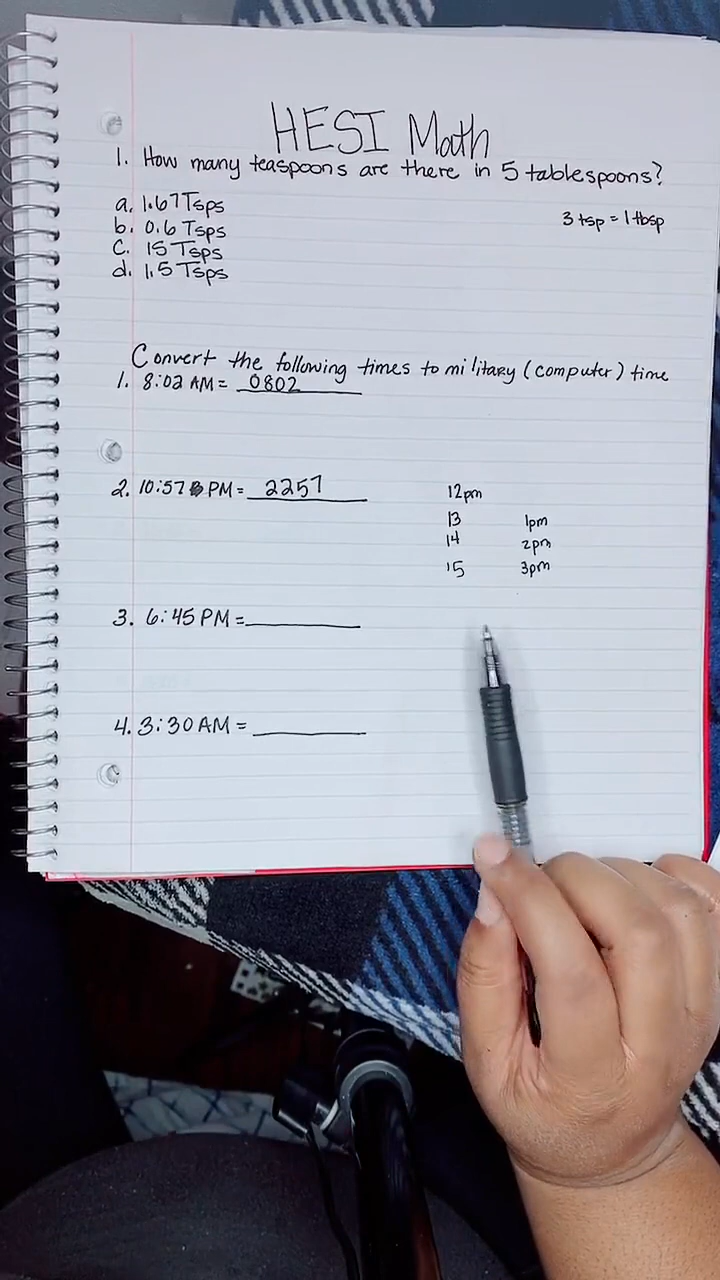 HESI Math
1. How many teaspoons are there in 5 tablespoons?
a. 1.67 Tsps
3 tsp = 1 tbsp
b. 0.6 Tsps
c. 15 Tsps
d. 1.5 Tsps
Convert the following times to military (computer) time
1. 8:02 AM = 0802
2. 10:57 PM = 2257
12pm
13 1pm
14 2pm
15 3pm
3. 6:45 PM =
4. 3:30 AM =